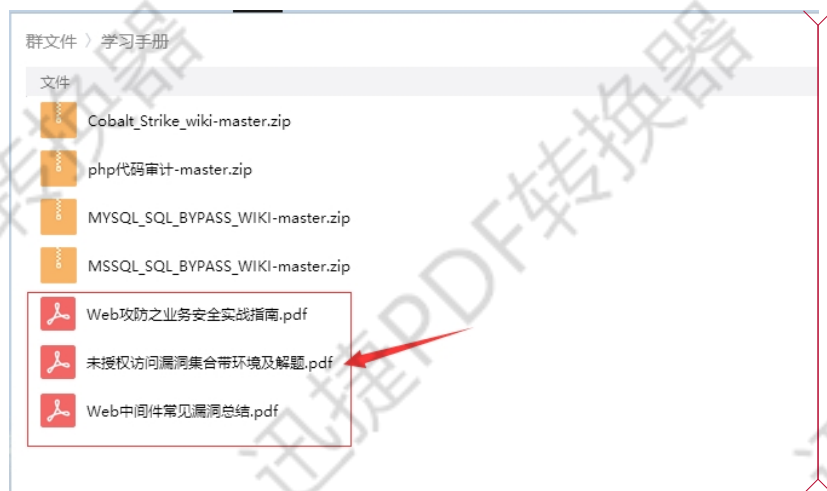 群文件 〉学习手册
文件
Cobalt_Strike_wiki-master.zip
php代码审计-master.zip
MYSQL_SQL_BYPASS_WIKI-master.zip
MSSQL_SQL_BYPASS_WIKI-master.zip
Web攻防之业务安全实战指南.pdf
未授权访问漏洞集合带环境及解题.pdf
Web中间件常见漏洞总结.pdf
迅捷PDF转换器
转换器